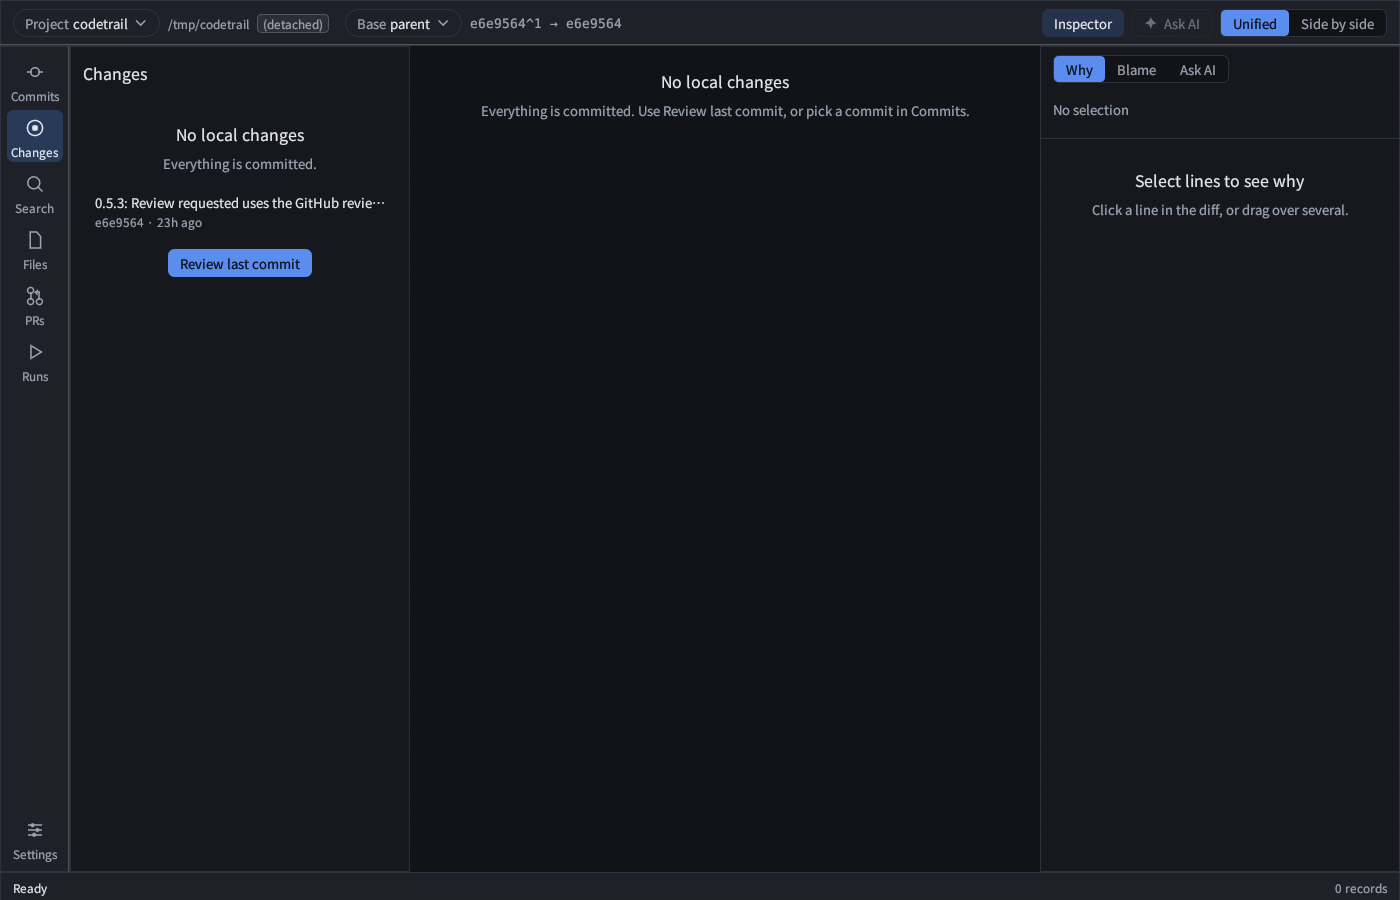 Project codetrail
/tmp/codetrail (detached)
Base parent
e6e9564^1 → e6e9564
Inspector
Ask AI
Unified
Side by side
Commits
Changes
Search
Files
PRs
Runs
Settings
Changes
No local changes
Everything is committed.
0.5.3: Review requested uses the GitHub revie···
e6e9564 · 23h ago
Review last commit
No local changes
Everything is committed. Use Review last commit, or pick a commit in Commits.
Why
Blame
Ask AI
No selection
Select lines to see why
Click a line in the diff, or drag over several.
Ready
0 records